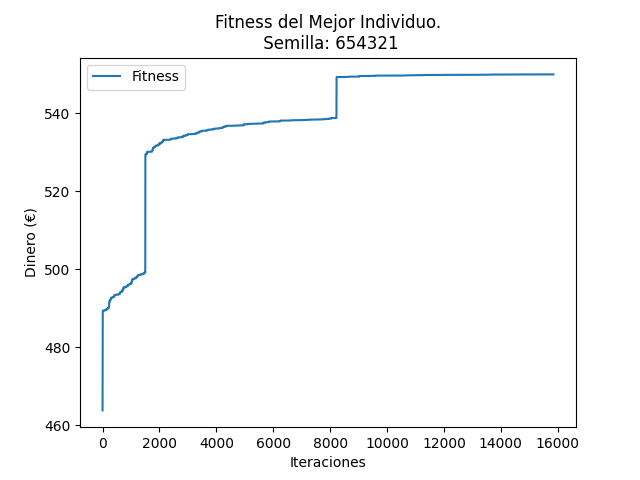 Fitness del Mejor Individuo.
Semilla: 654321
Fitness
Dinero (€)
540
520
500
480
460
0 2000 4000 6000 8000 10000 12000 14000 16000
Iteraciones